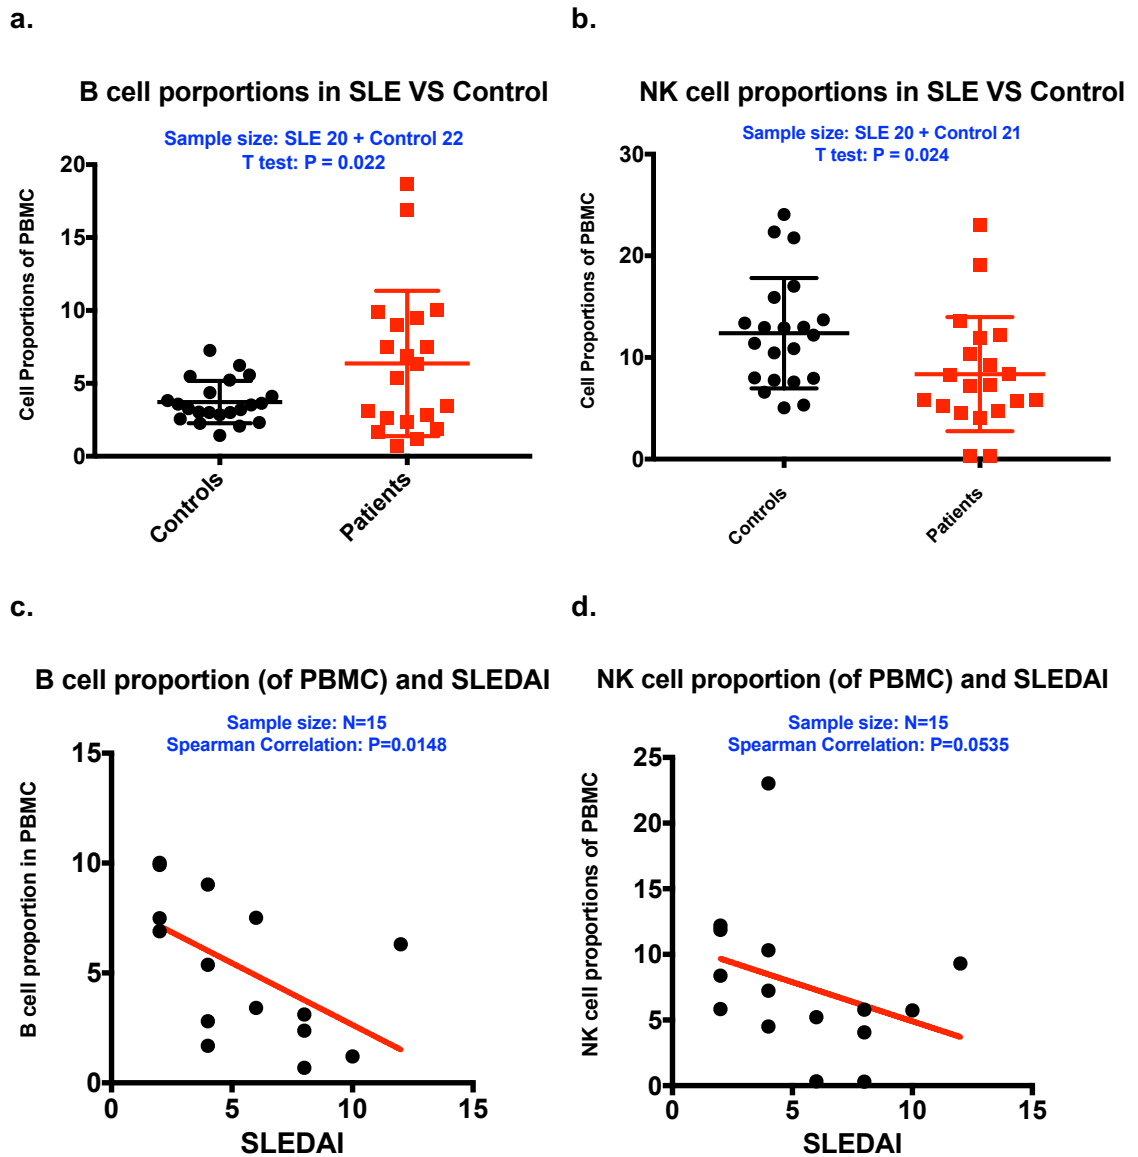 a.
B cell porportions in SLE VS Control
Sample size: SLE 20 + Control 22
T test: P = 0.022
Cell Proportions of PBMC
20
15
10
5
0
Controls
Patients
b.
NK cell proportions in SLE VS Control
Sample size: SLE 20 + Control 21
T test: P = 0.024
Cell Proportions of PBMC
30
20
10
0
Controls
Patients
c.
B cell proportion (of PBMC) and SLEDAI
Sample size: N=15
Spearman Correlation: P=0.0148
B cell proportion in PBMC
15
10
5
0
0
5
10
15
SLEDAI
d.
NK cell proportion (of PBMC) and SLEDAI
Sample size: N=15
Spearman Correlation: P=0.0535
NK cell proportions of PBMC
25
20
15
10
5
0
0
5
10
15
SLEDAI